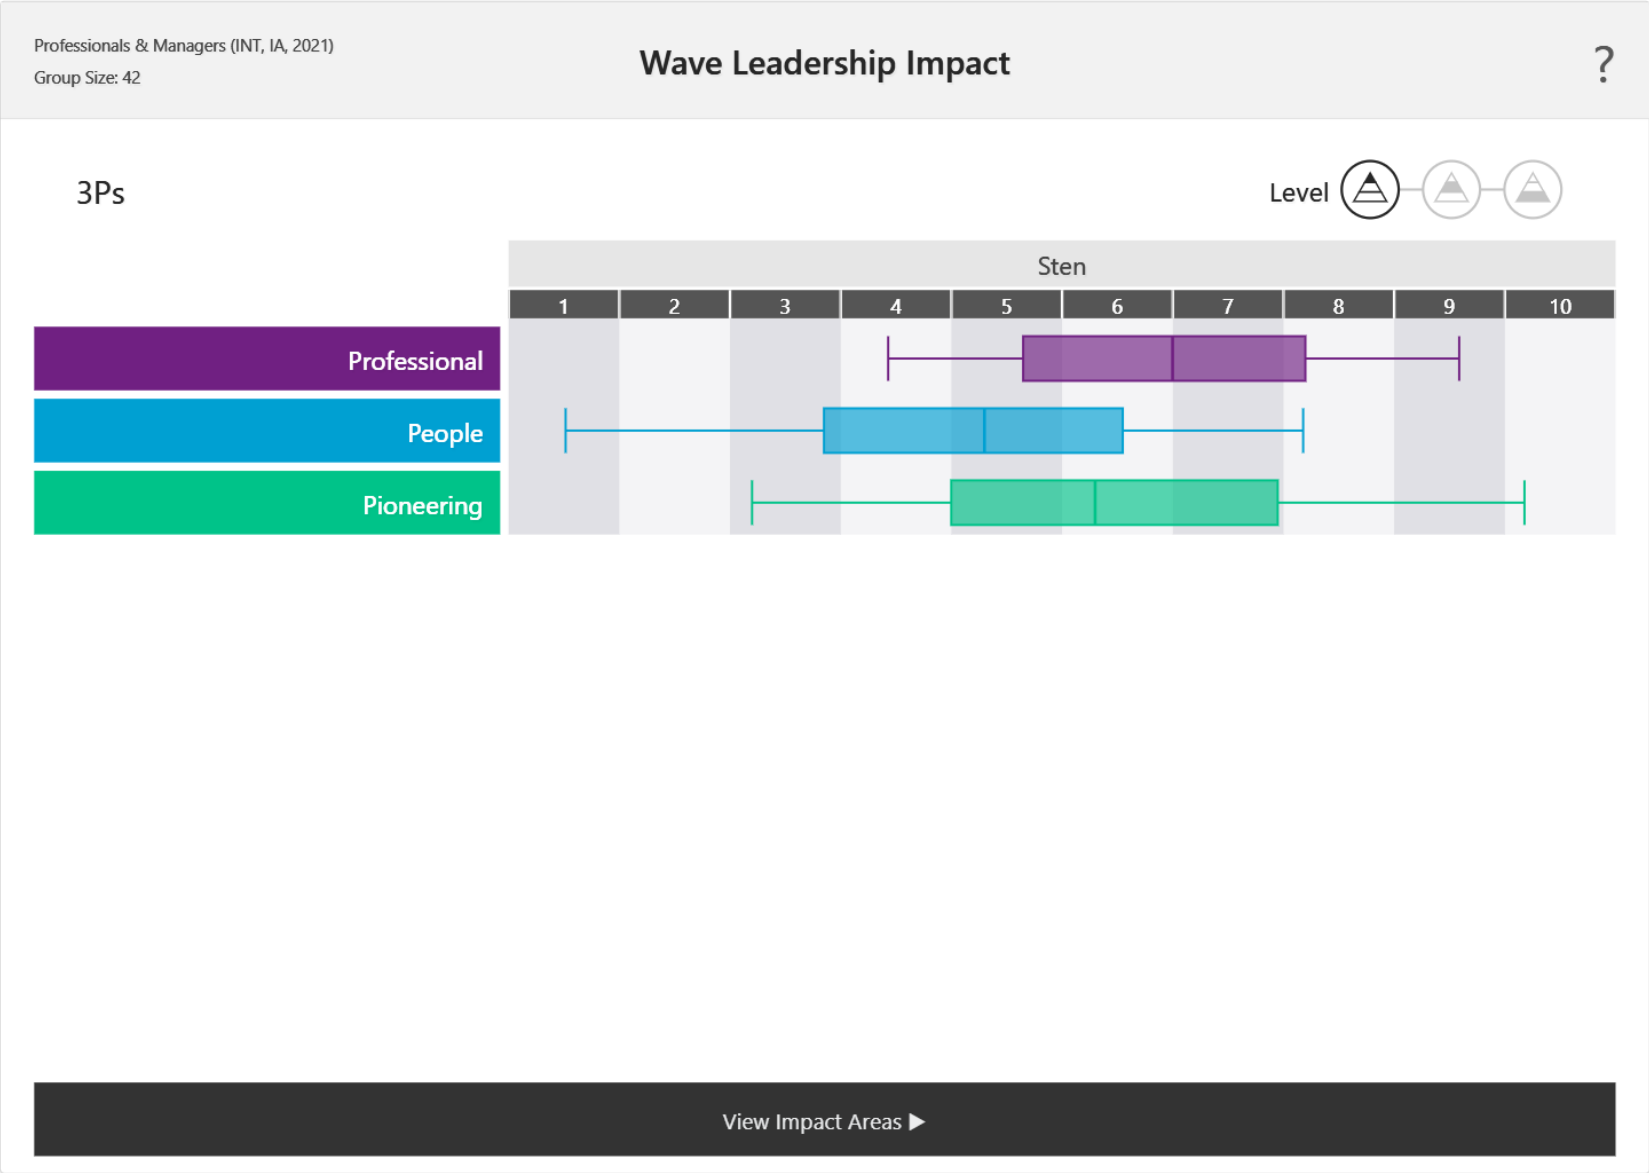 Professionals & Managers (INT, IA, 2021)
Group Size: 42
Wave Leadership Impact
?
3Ps
Level
Sten
1 2 3 4 5 6 7 8 9 10
Professional
People
Pioneering
View Impact Areas ▶